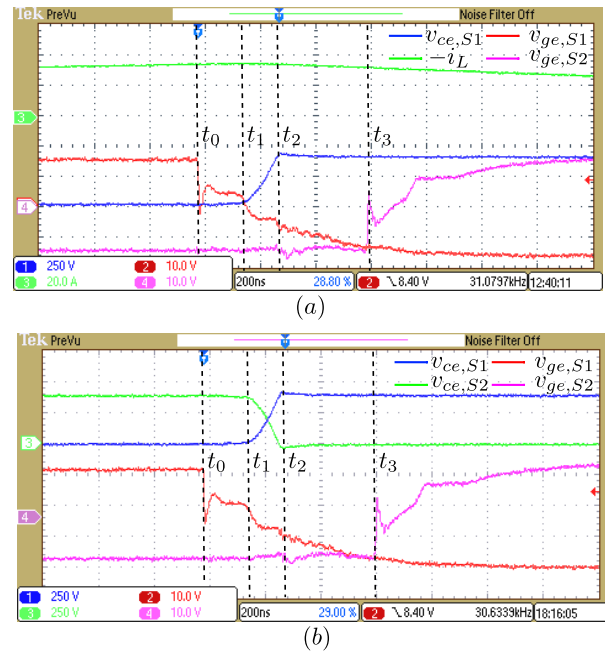 Tek PreVu Noise Filter Off
v_{ce,S1} v_{ge,S1}
−i_L v_{ge,S2}
t_0 t_1 t_2 t_3
3
4
1 250 V 2 10.0 V
3 20.0 A 4 10.0 V
200ns 28.80 % 2 \ 8.40 V 31.0797kHz 12:40:11
(a)
Tek PreVu Noise Filter Off
v_{ce,S1} v_{ge,S1}
v_{ce,S2} v_{ge,S2}
3
t_0 t_1 t_2 t_3
4
1 250 V 2 10.0 V
3 250 V 4 10.0 V
200ns 29.00 % 2 \ 8.40 V 30.6339kHz 18:16:05
(b)